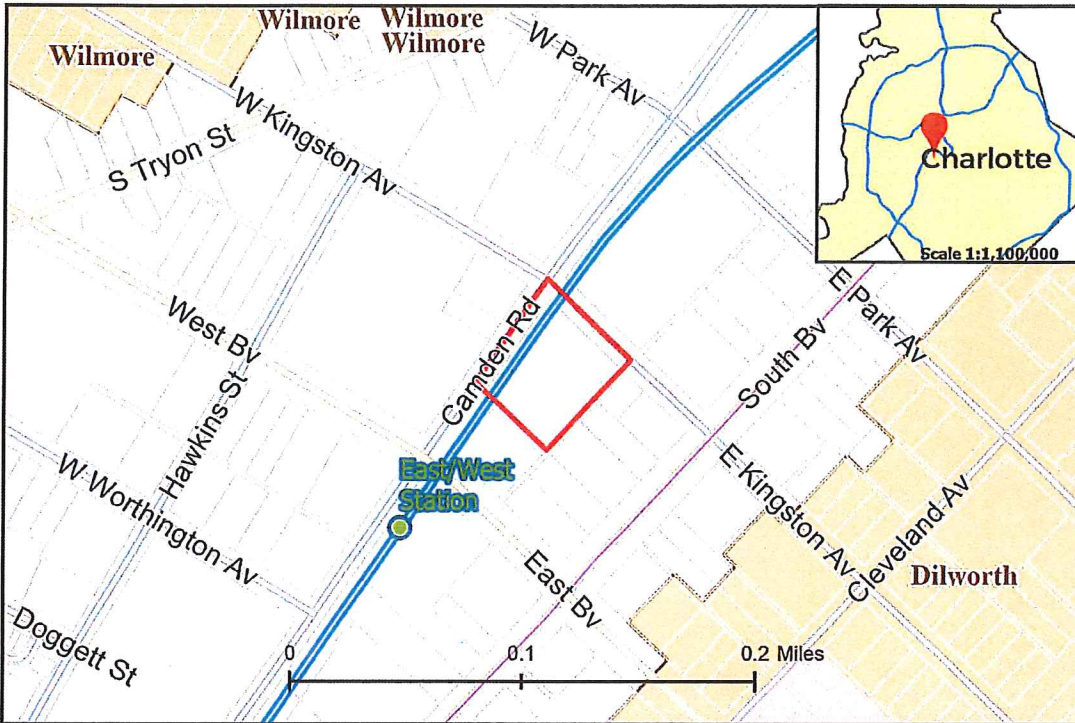 Wilmore
Wilmore
Wilmore
Wilmore
W Park Av
W Kingston Av
S Tryon St
Charlotte
Scale 1:1,100,000
E Park Av
West Bv
Camden Rd
South Bv
Hawkins St
East/West
Station
W Worthington Av
E Kingston Av
Cleveland Av
Dilworth
East Bv
Doggett St
0
0.1
0.2 Miles